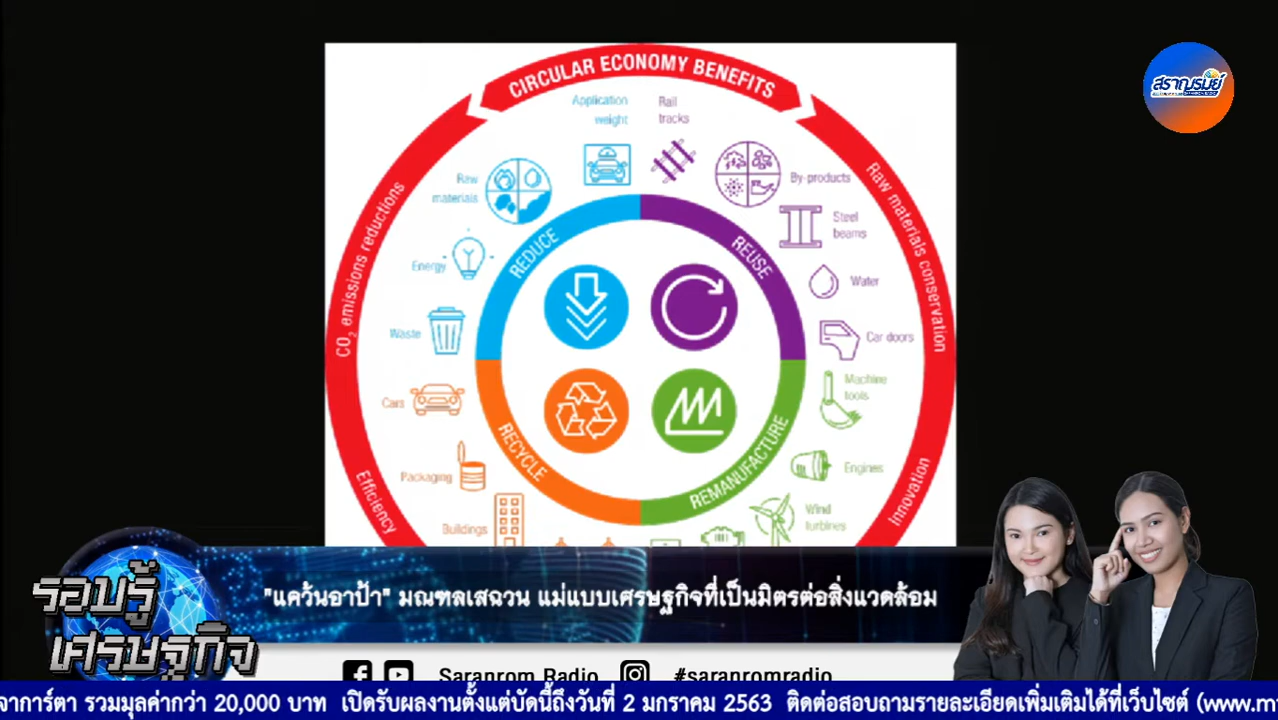 CIRCULAR ECONOMY BENEFITS
สราญรมย์
Application
weight
Rail
tracks
Raw
materials
By-products
Steel
beams
CO2 emissions reductions
Raw materials conservation
REDUCE
REUSE
Energy
Water
Waste
Car doors
Cars
Machine
tools
RECYCLE
REMANUFACTURE
Packaging
Engines
Efficiency
Innovation
Buildings
Wind
turbines
รอบรู้
เศรษฐกิจ
"แคว้นอาป้า" มณฑลเสฉวน แม่แบบเศรษฐกิจที่เป็นมิตรต่อสิ่งแวดล้อม
Saranrom Radio
#saranromradio
จาการ์ตา รวมมูลค่ากว่า 20,000 บาท เปิดรับผลงานตั้งแต่บัดนี้ถึงวันที่ 2 มกราคม 2563 ติดต่อสอบถามรายละเอียดเพิ่มเติมได้ที่เว็บไซต์ (www.m